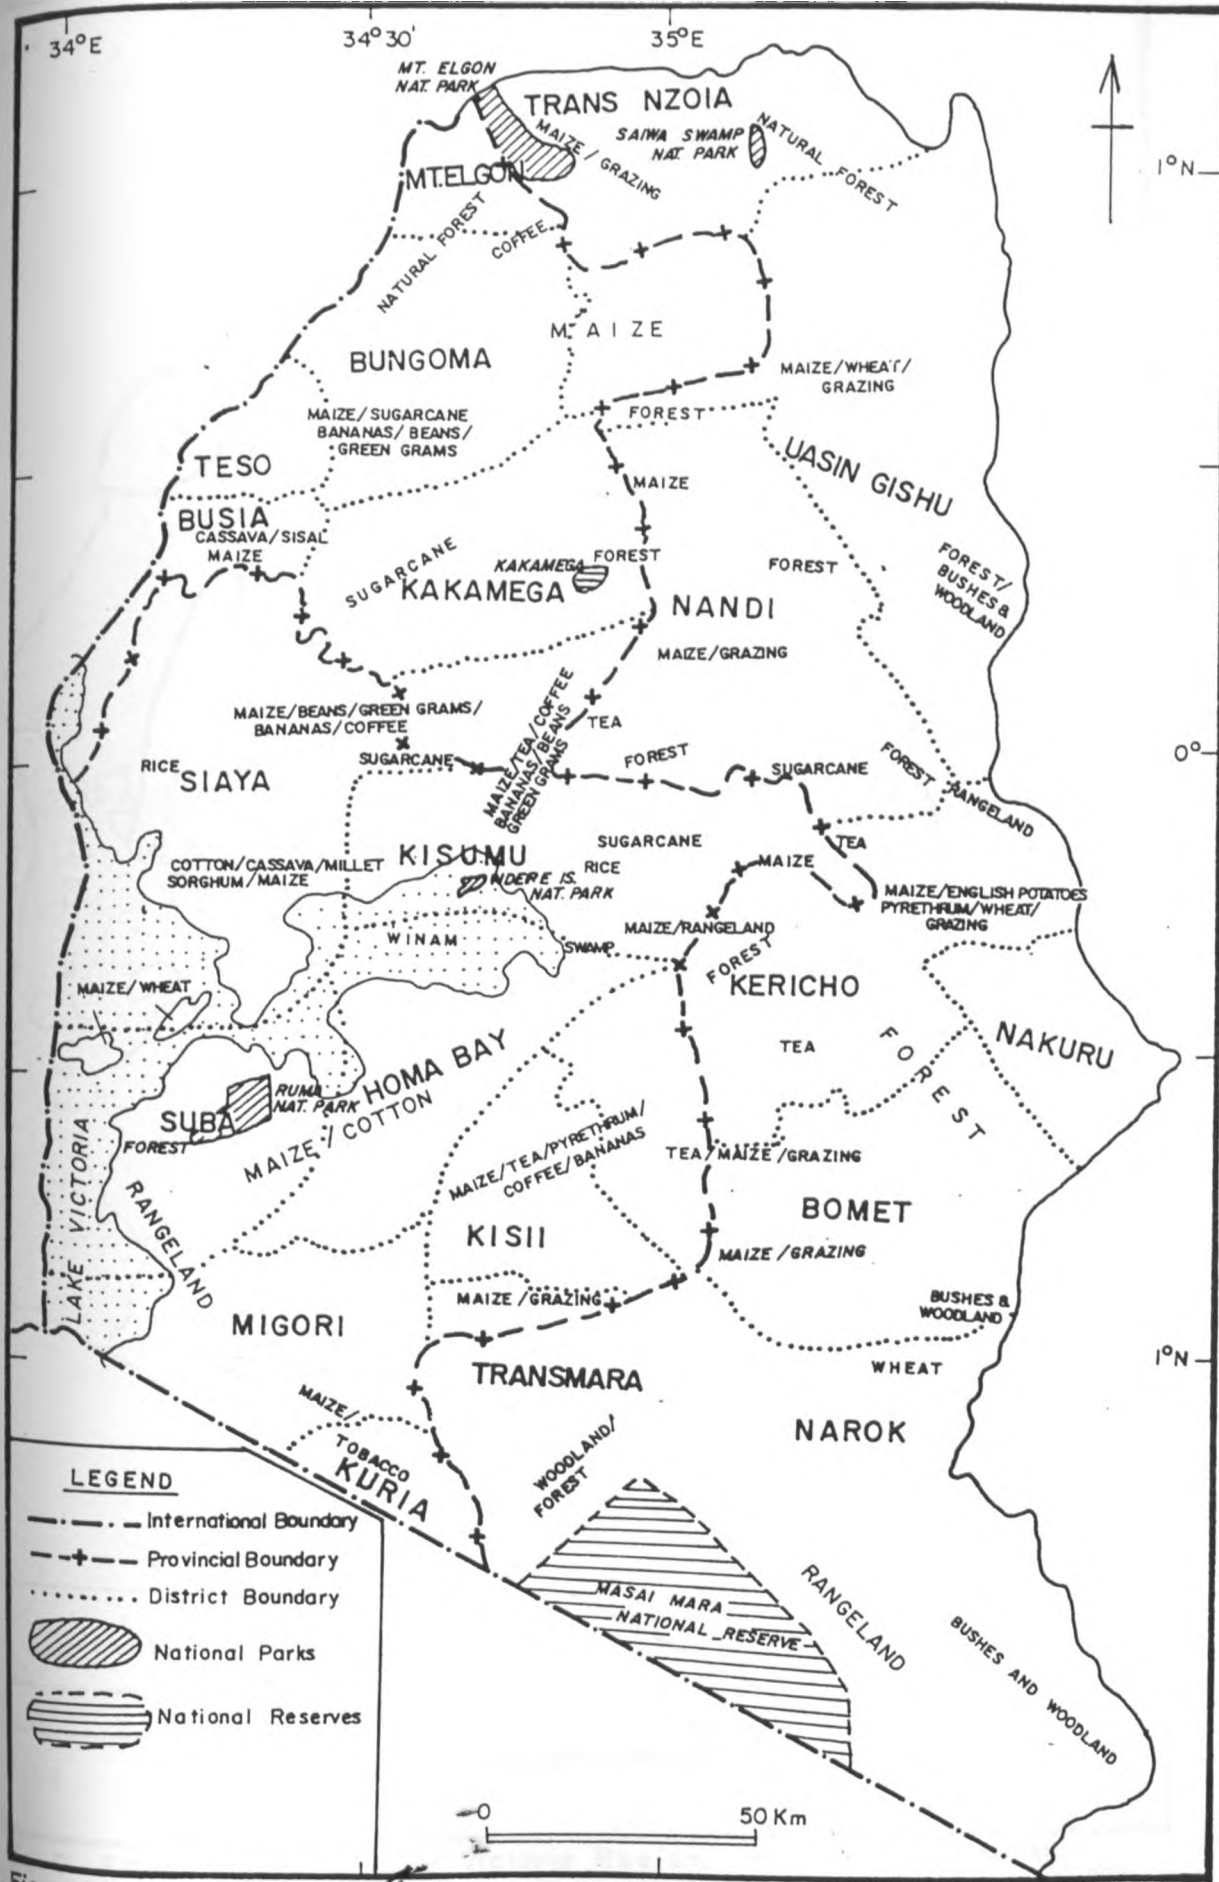 34°E
34°30'
35°E
MT. ELGON
NAT. PARK
TRANS NZOIA
MAIZE / GRAZING
SAIWA SWAMP
NAT. PARK
NATURAL FOREST
1°N
MT.ELGON
NATURAL FOREST
COFFEE
MAIZE
BUNGOMA
MAIZE/WHEAT/
GRAZING
MAIZE/SUGARCANE
BANANAS/BEANS/
GREEN GRAMS
FOREST
UASIN GISHU
TESO
MAIZE
BUSIA
CASSAVA/SISAL
MAIZE
SUGARCANE
KAKAMEGA
FOREST
KAKAMEGA
FOREST
FOREST/
BUSHES &
WOODLAND
NANDI
MAIZE/GRAZING
MAIZE/BEANS/GREEN GRAMS/
BANANAS/COFFEE
MAIZE/TEA/COFFEE
BANANAS/BEANS
GREEN GRAMS
TEA
RICE
SIAYA
SUGARCANE
FOREST
SUGARCANE
FOREST
RANGELAND
0°
COTTON/CASSAVA/MILLET
SORGHUM/MAIZE
KISUMU
SUGARCANE
TEA
RICE
MAIZE
NDERE IS.
NAT. PARK
MAIZE/ENGLISH POTATOES
PYRETHRUM/WHEAT/
GRAZING
WINAM
SWAMP
MAIZE/RANGELAND
FOREST
KERICHO
MAIZE/WHEAT
HOMA BAY
TEA
FOREST
NAKURU
RUMA
NAT. PARK
SUBA
FOREST
MAIZE / COTTON
LAKE VICTORIA
RANGELAND
MAIZE/TEA/PYRETHRUM/
COFFEE/BANANAS
TEA/MAIZE/GRAZING
BOMET
KISII
MAIZE/GRAZING
MAIZE/GRAZING
BUSHES &
WOODLAND
MIGORI
WHEAT
1°N
TRANSMARA
NAROK
MAIZE/
TOBACCO
KURIA
WOODLAND/
FOREST
MASAI MARA
NATIONAL RESERVE
RANGELAND
BUSHES AND WOODLAND
LEGEND
International Boundary
Provincial Boundary
District Boundary
National Parks
National Reserves
0 50 Km